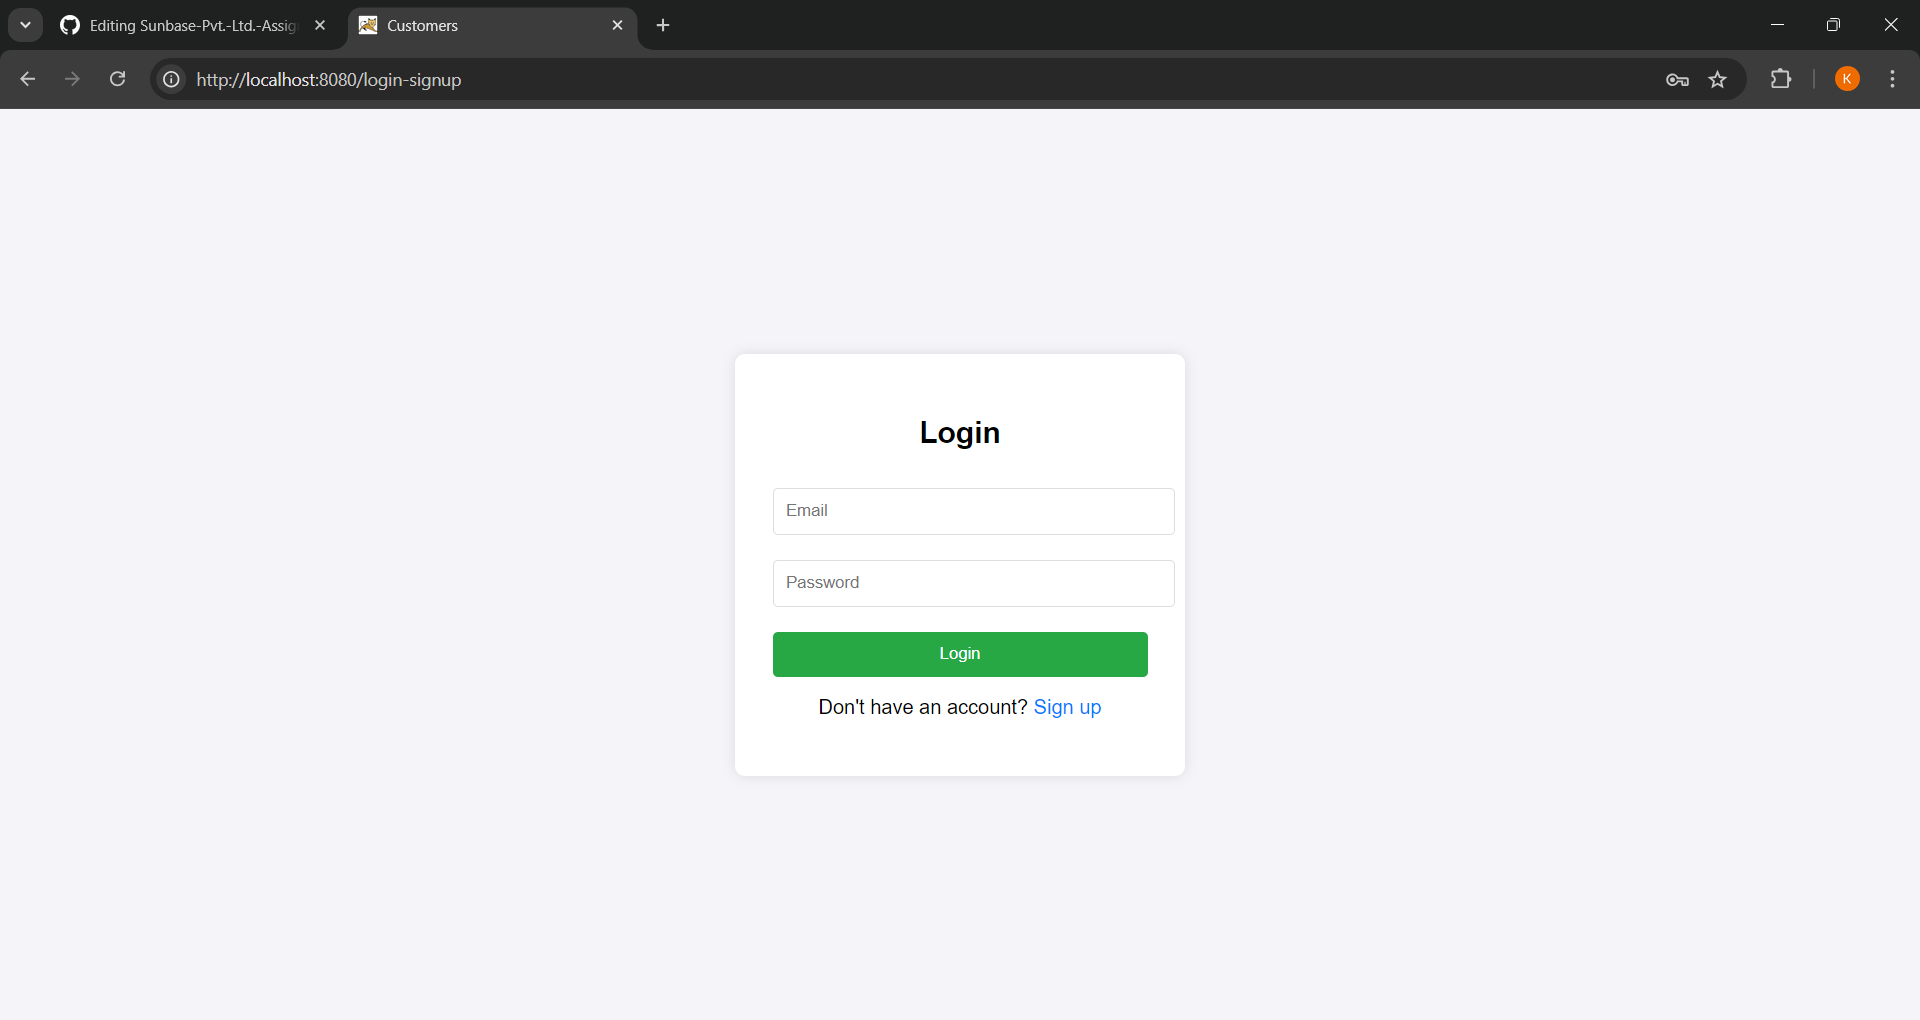 Editing Sunbase-Pvt.-Ltd.-Assig
Customers
http://localhost:8080/login-signup
K
Login
Email
Password
Login
Don't have an account? Sign up